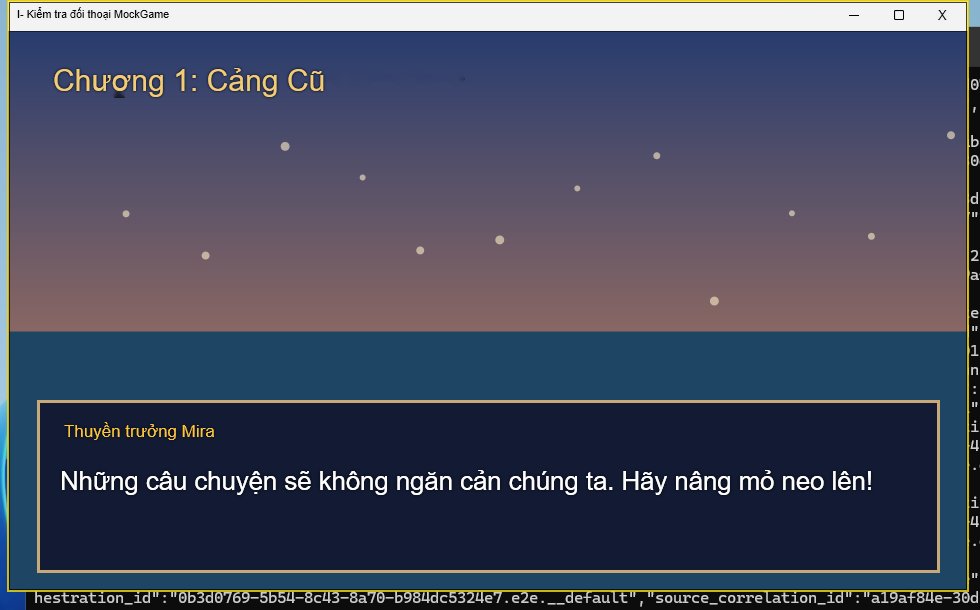 I- Kiểm tra đối thoại MockGame
Chương 1: Cảng Cũ
Thuyền trưởng Mira
Những câu chuyện sẽ không ngăn cản chúng ta. Hãy nâng mỏ neo lên!
hestration_id":"0b3d0769-5b54-8c43-8a70-b984dc5324e7.e2e.__default","source_correlation_id":"a19af84e-30